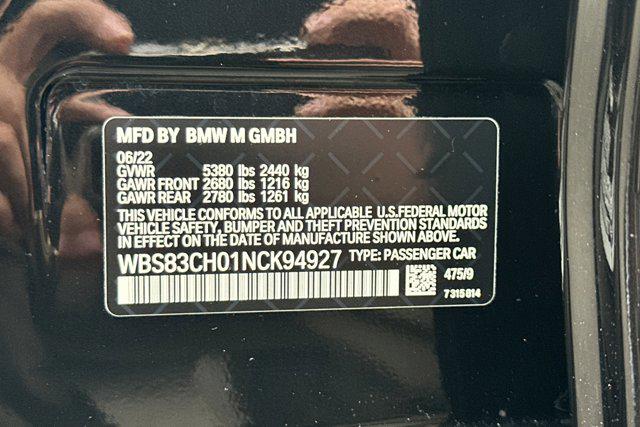 MFD BY BMW M GMBH
06/22
GVWR 5380 lbs 2440 kg
GAWR FRONT 2680 lbs 1216 kg
GAWR REAR 2780 lbs 1261 kg
THIS VEHICLE CONFORMS TO ALL APPLICABLE U.S.FEDERAL MOTOR
VEHICLE SAFETY, BUMPER AND THEFT PREVENTION STANDARDS
IN EFFECT ON THE DATE OF MANUFACTURE SHOWN ABOVE.
WBS83CH01NCK94927 TYPE: PASSENGER CAR
475/9
7315814